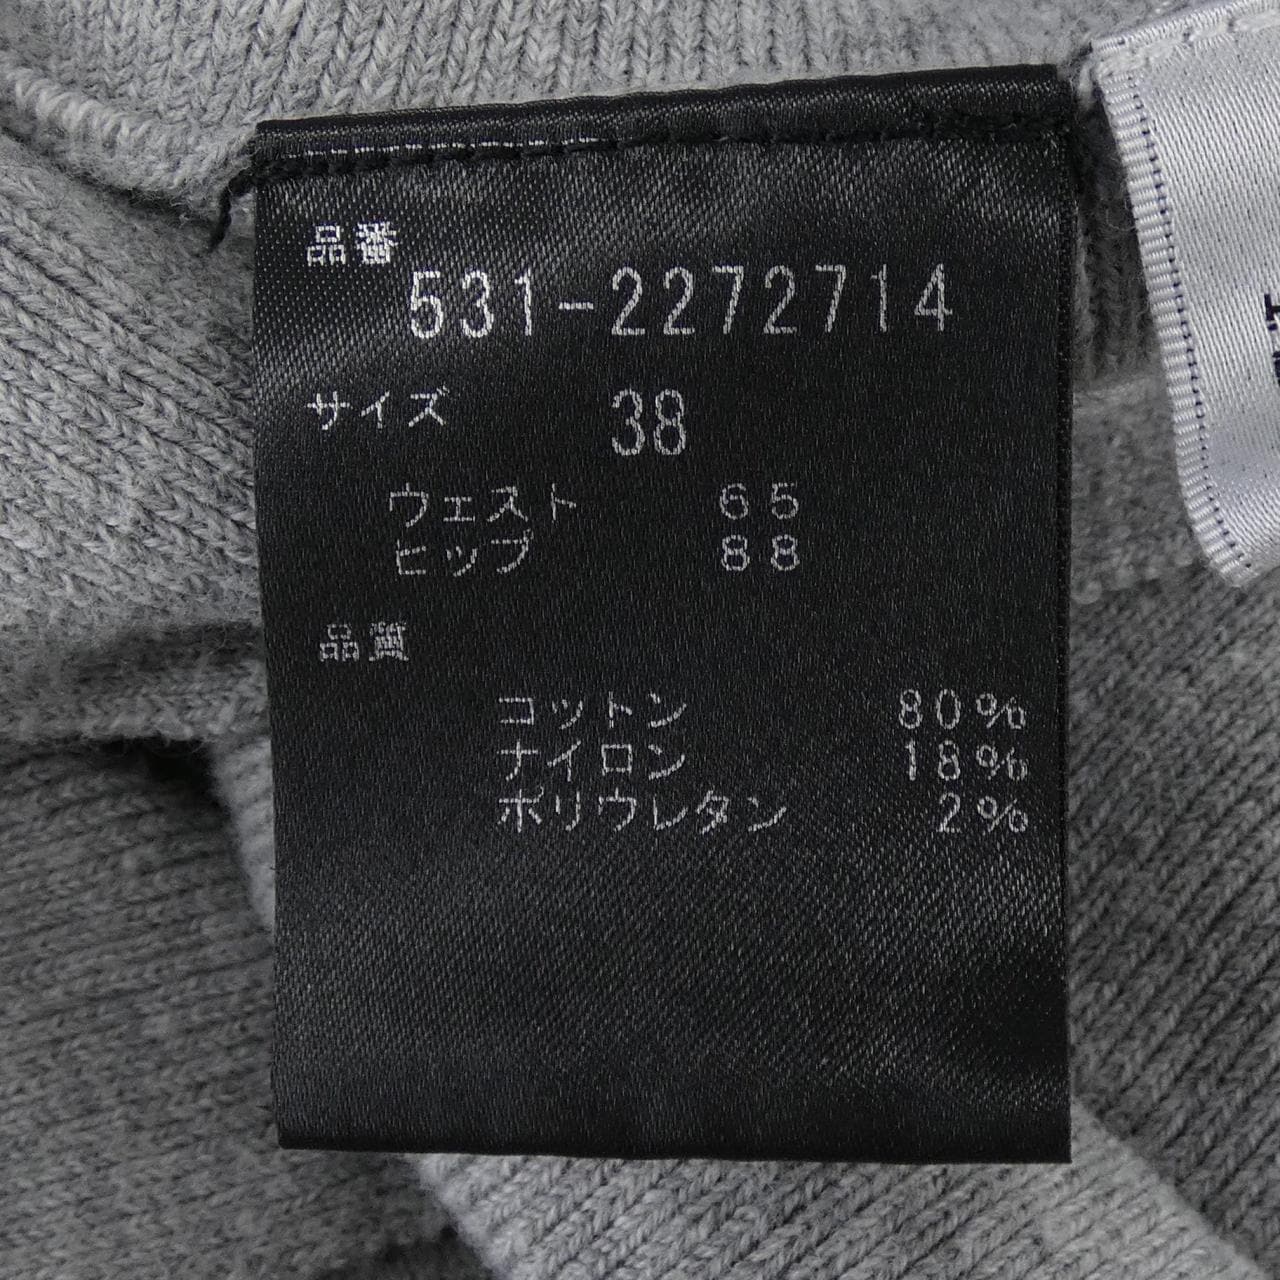 品番
531-2272714
サイズ 38
ウェスト 65
ヒップ 88
品質
コットン 80%
ナイロン 18%
ポリウレタン 2%